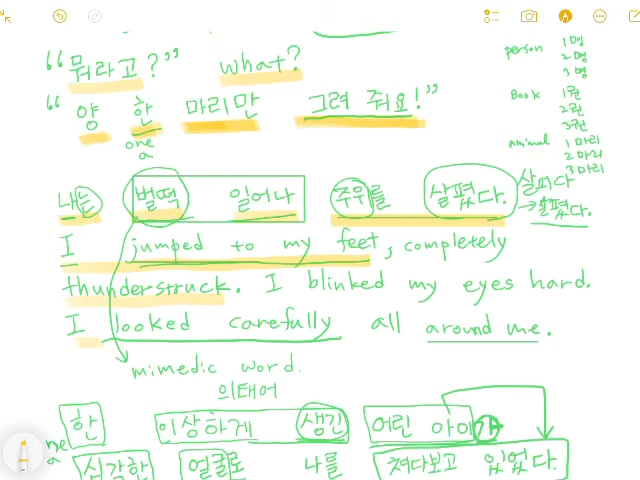 “뭐라고?” what?
“양 한 마리만 그려 줘요!”
one
a
person 1명
2명
3명
Book 1권
2권
3권
animal 1마리
2마리
3마리
나는 벌떡 일어나 주위를 살폈다.
살피다
→살폈다.
I jumped to my feet, completely
thunderstruck. I blinked my eyes hard.
I looked carefully all around me.
mimedic word.
의태어
한 이상하게 생긴 어린 아이가
one
a
심각한 얼굴로 나를 쳐다보고 있었다.